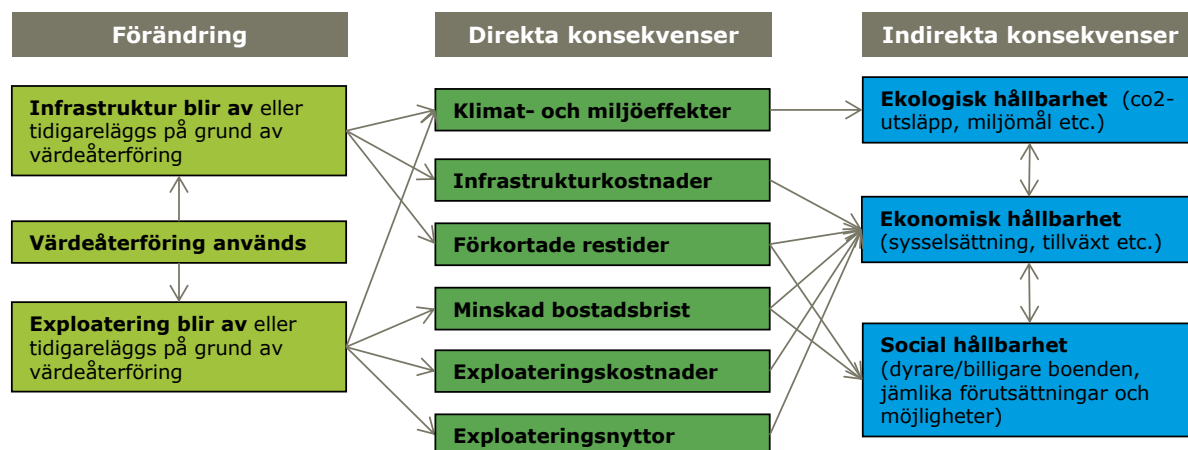 Förändring
Infrastruktur blir av eller
tidigareläggs på grund av
värdeåterföring
Värdeåterföring används
Exploatering blir av eller
tidigareläggs på grund av
värdeåterföring
Direkta konsekvenser
Klimat- och miljöeffekter
Infrastrukturkostnader
Förkortade restider
Minskad bostadsbrist
Exploateringskostnader
Exploateringsnyttor
Indirekta konsekvenser
Ekologisk hållbarhet (co2-
utsläpp, miljömål etc.)
Ekonomisk hållbarhet
(sysselsättning, tillväxt etc.)
Social hållbarhet
(dyrare/billigare boenden,
jämlika förutsättningar och
möjligheter)